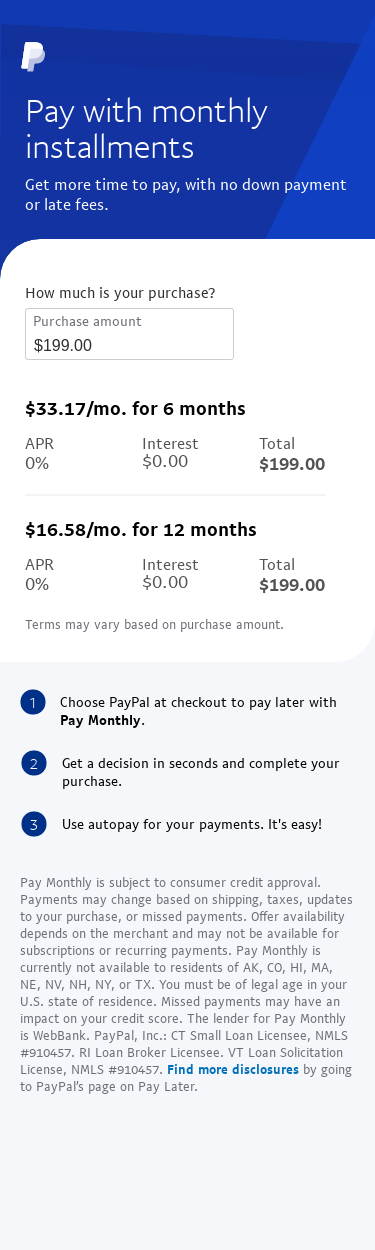 Pay with monthly
installments
Get more time to pay, with no down payment
or late fees.
How much is your purchase?
Purchase amount
$199.00
$33.17/mo. for 6 months
APR Interest Total
0% $0.00 $199.00
$16.58/mo. for 12 months
APR Interest Total
0% $0.00 $199.00
Terms may vary based on purchase amount.
1 Choose PayPal at checkout to pay later with
Pay Monthly.
2 Get a decision in seconds and complete your
purchase.
3 Use autopay for your payments. It's easy!
Pay Monthly is subject to consumer credit approval.
Payments may change based on shipping, taxes, updates
to your purchase, or missed payments. Offer availability
depends on the merchant and may not be available for
subscriptions or recurring payments. Pay Monthly is
currently not available to residents of AK, CO, HI, MA,
NE, NV, NH, NY, or TX. You must be of legal age in your
U.S. state of residence. Missed payments may have an
impact on your credit score. The lender for Pay Monthly
is WebBank. PayPal, Inc.: CT Small Loan Licensee, NMLS
#910457. RI Loan Broker Licensee. VT Loan Solicitation
License, NMLS #910457. Find more disclosures by going
to PayPal’s page on Pay Later.